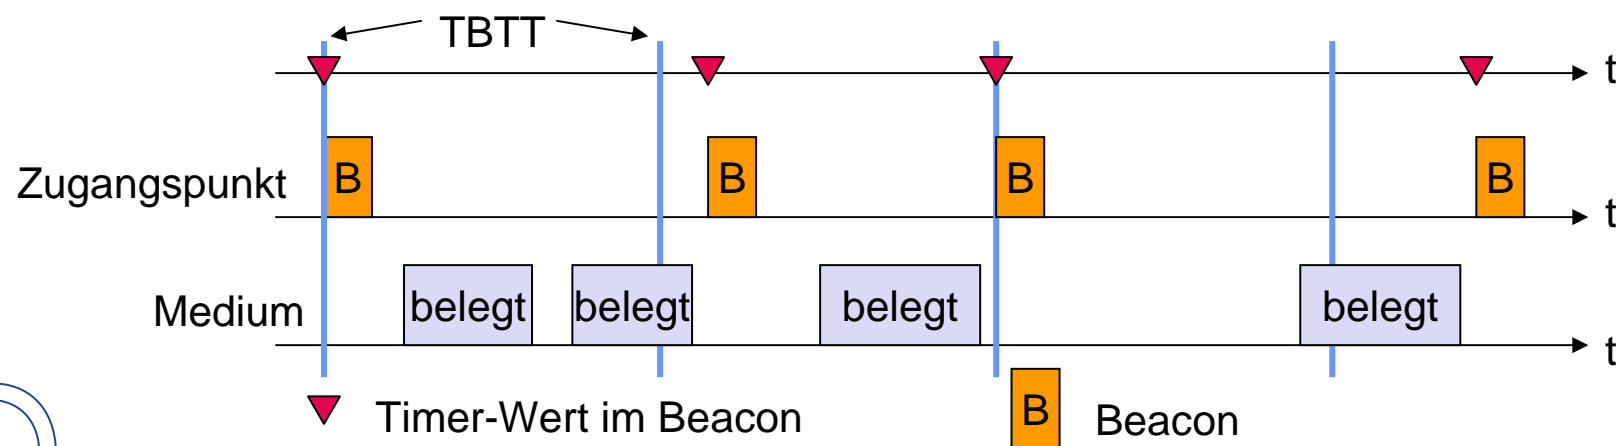 TBTT
t
Zugangspunkt B B B B
t
Medium belegt belegt belegt belegt
t
Timer-Wert im Beacon B Beacon